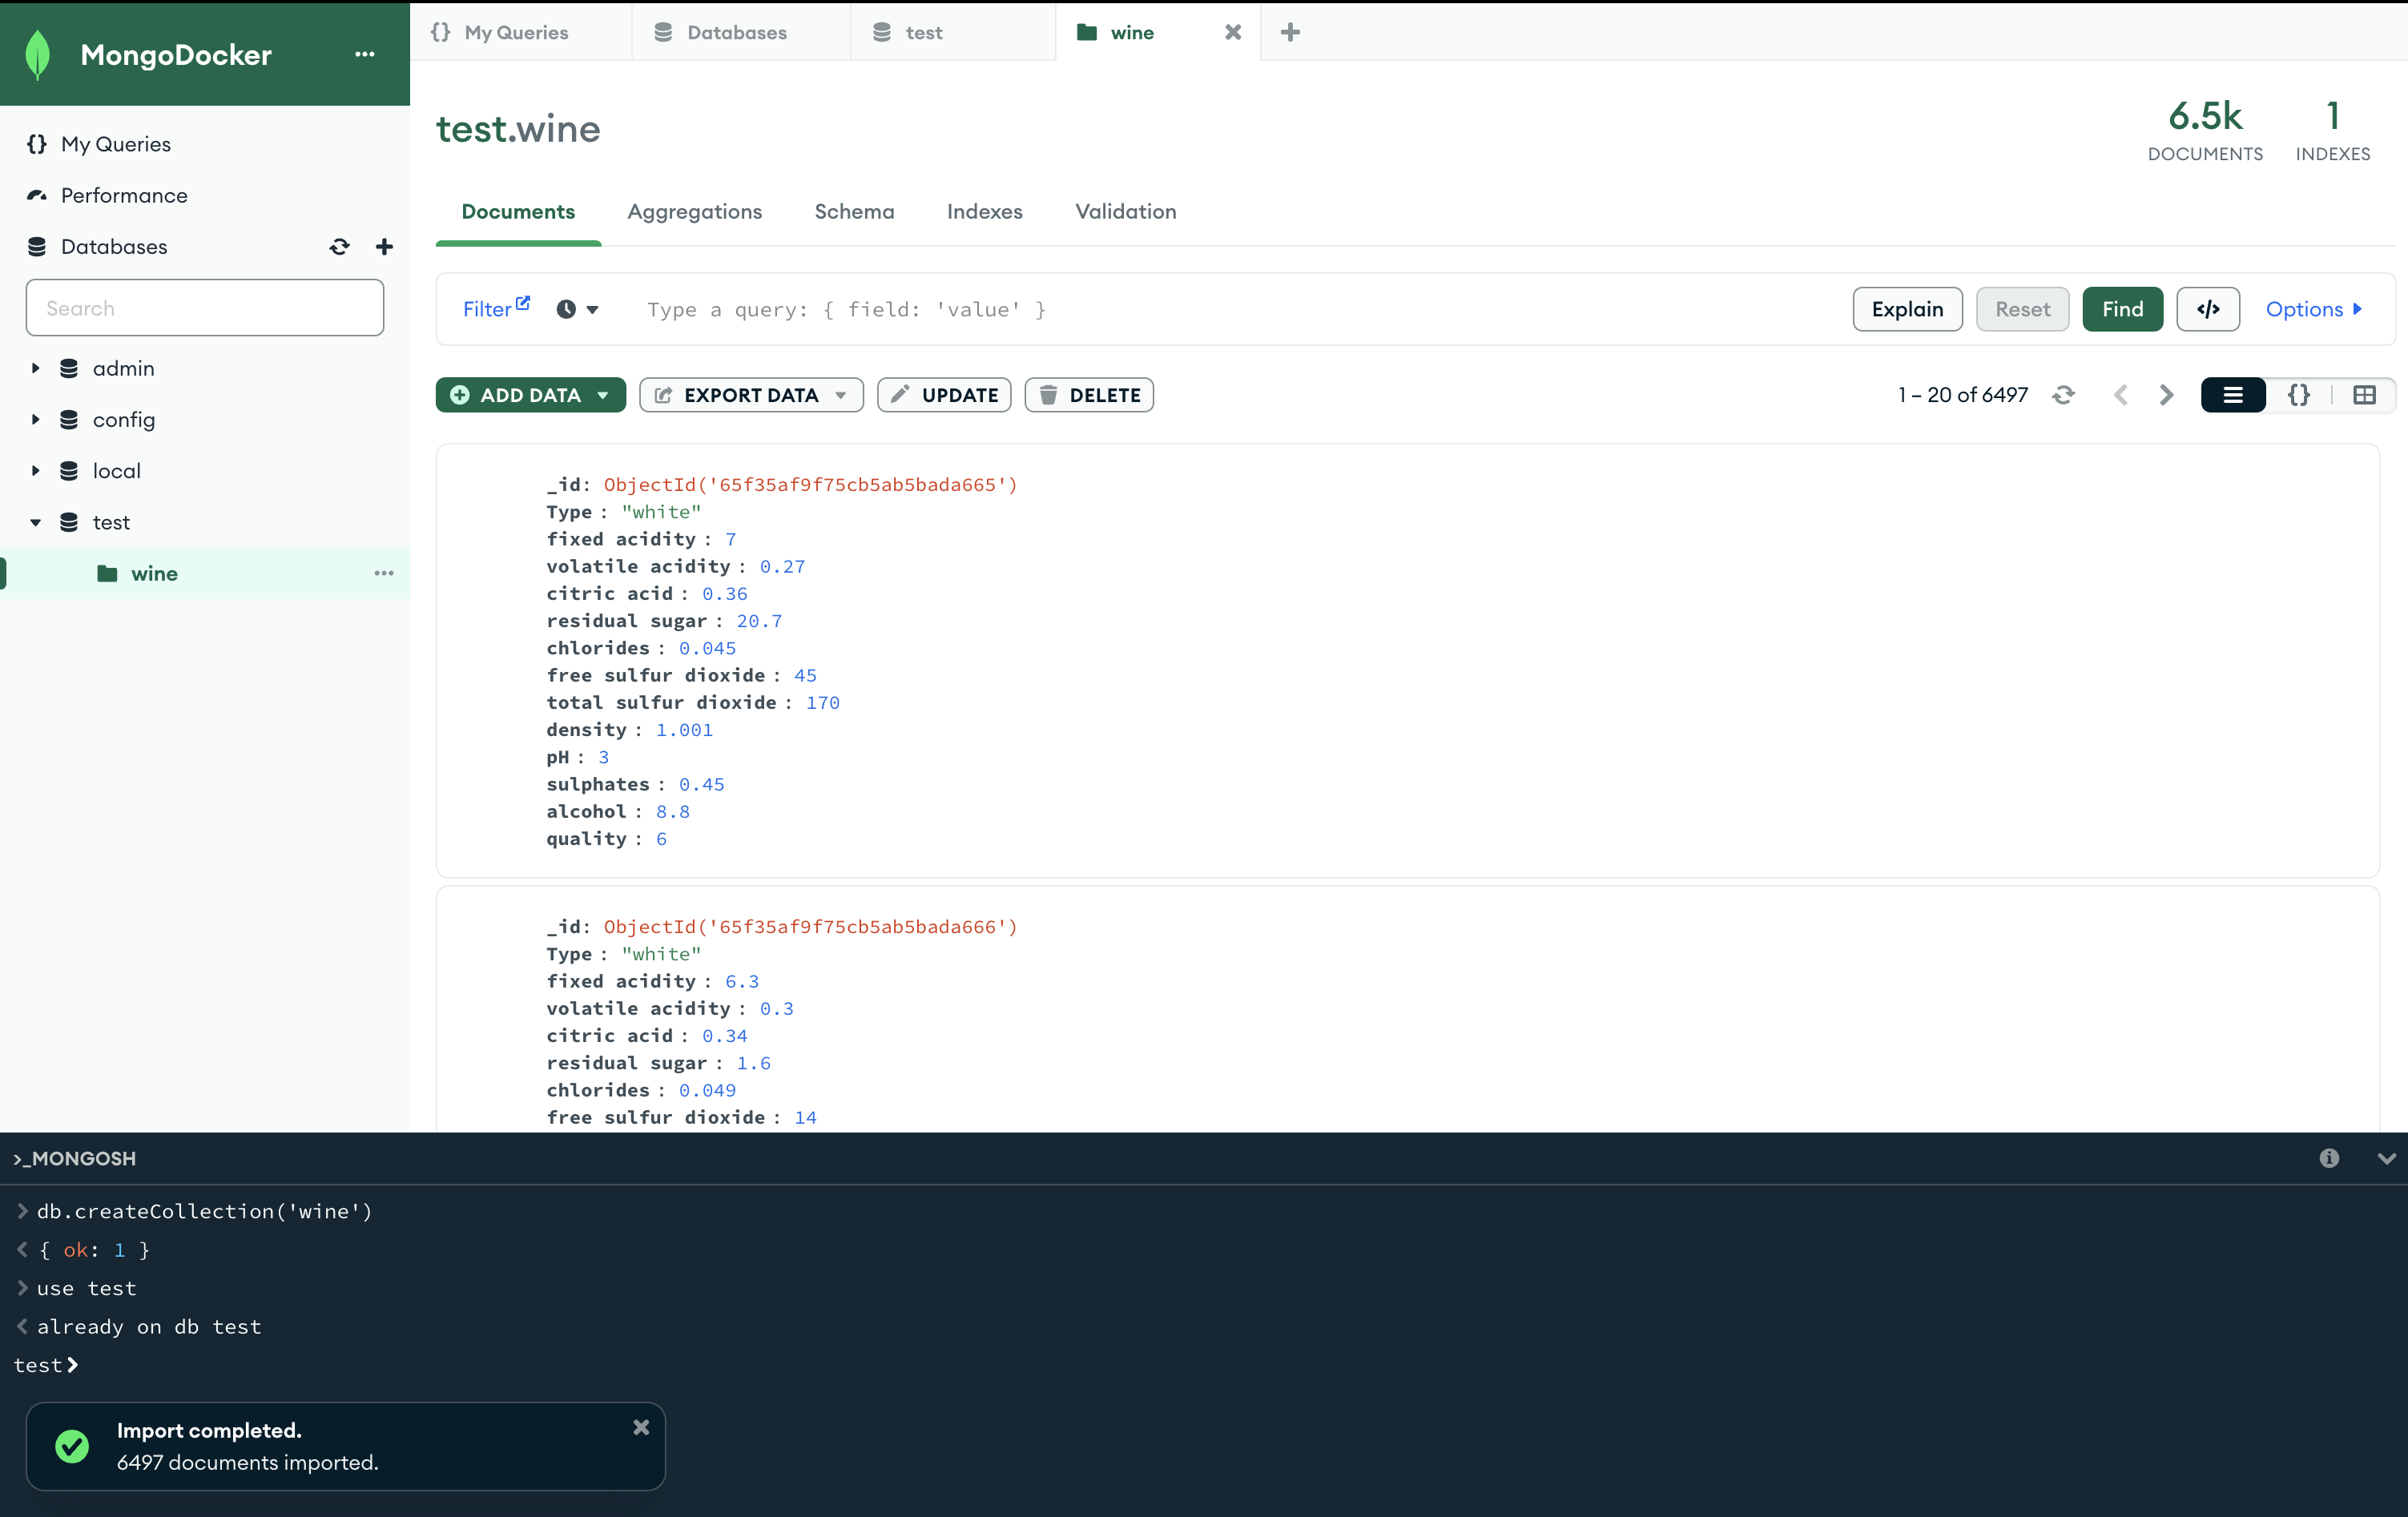 MongoDocker
My Queries
Performance
Databases
Search
admin
config
local
test
wine
My Queries
Databases
test
wine
test.wine
6.5k
DOCUMENTS
1
INDEXES
Documents
Aggregations
Schema
Indexes
Validation
Filter
Type a query: { field: 'value' }
Explain
Reset
Find
</>
Options
ADD DATA
EXPORT DATA
UPDATE
DELETE
1 – 20 of 6497
{}
_id: ObjectId('65f35af9f75cb5ab5bada665')
Type : "white"
fixed acidity : 7
volatile acidity : 0.27
citric acid : 0.36
residual sugar : 20.7
chlorides : 0.045
free sulfur dioxide : 45
total sulfur dioxide : 170
density : 1.001
pH : 3
sulphates : 0.45
alcohol : 8.8
quality : 6
_id: ObjectId('65f35af9f75cb5ab5bada666')
Type : "white"
fixed acidity : 6.3
volatile acidity : 0.3
citric acid : 0.34
residual sugar : 1.6
chlorides : 0.049
free sulfur dioxide : 14
>_MONGOSH
> db.createCollection('wine')
< { ok: 1 }
> use test
< already on db test
test>
Import completed.
6497 documents imported.